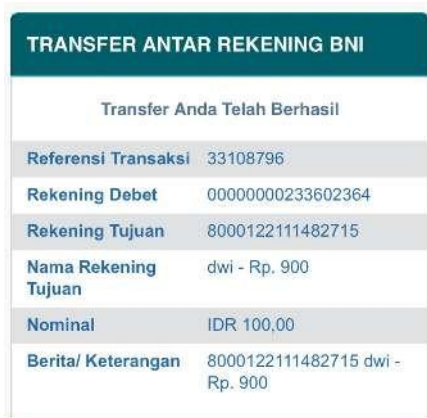 TRANSFER ANTAR REKENING BNI
Transfer Anda Telah Berhasil
Referensi Transaksi 33108796
Rekening Debet 00000000233602364
Rekening Tujuan 8000122111482715
Nama Rekening dwi - Rp. 900
Tujuan
Nominal IDR 100,00
Berita/ Keterangan 8000122111482715 dwi -
Rp. 900